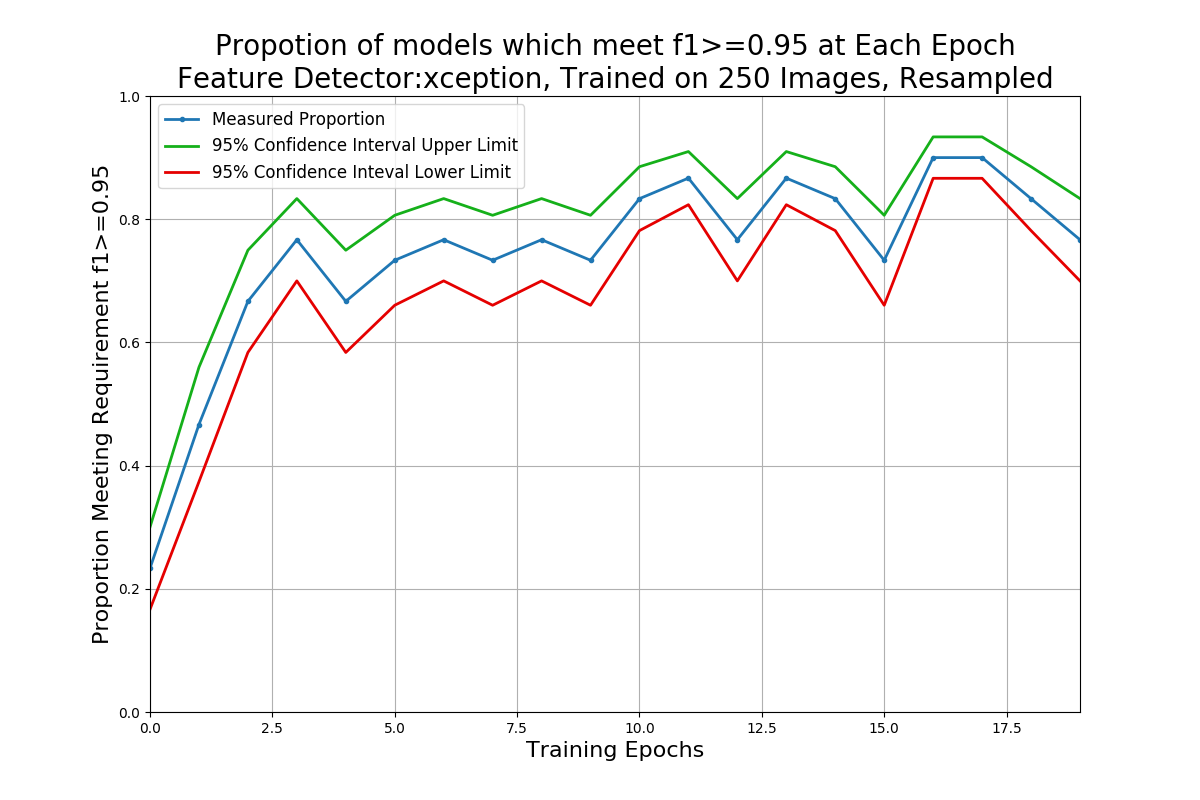 Propotion of models which meet f1>=0.95 at Each Epoch
Feature Detector:xception, Trained on 250 Images, Resampled
Measured Proportion
95% Confidence Interval Upper Limit
95% Confidence Inteval Lower Limit
Proportion Meeting Requirement f1>=0.95
1.0
0.8
0.6
0.4
0.2
0.0
0.0 2.5 5.0 7.5 10.0 12.5 15.0 17.5
Training Epochs